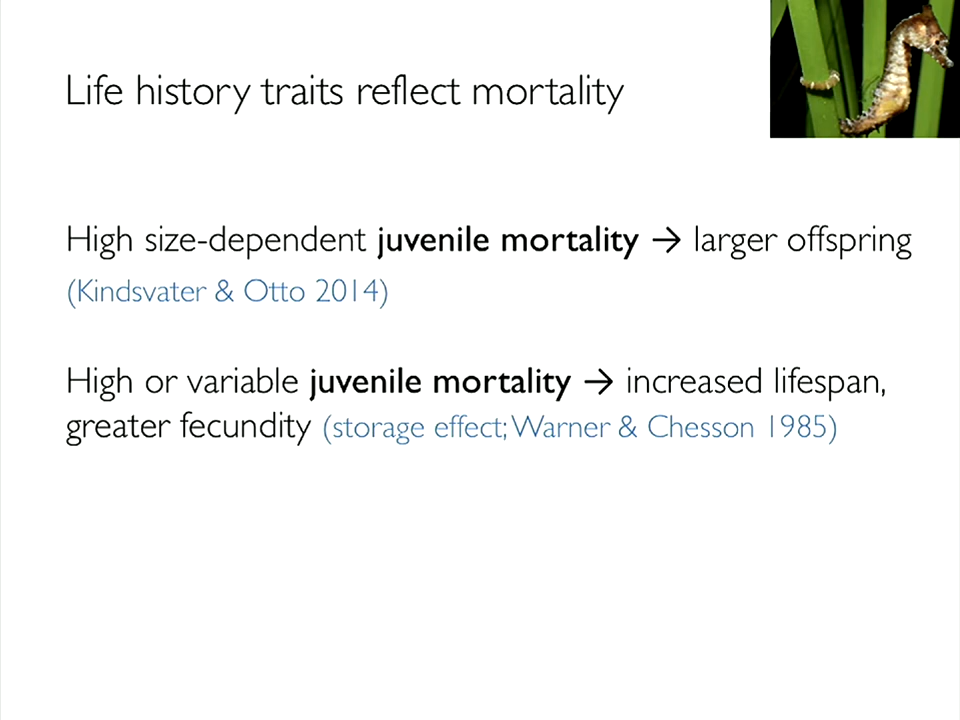 Life history traits reflect mortality
High size-dependent juvenile mortality → larger offspring
(Kindsvater & Otto 2014)
High or variable juvenile mortality → increased lifespan,
greater fecundity (storage effect; Warner & Chesson 1985)